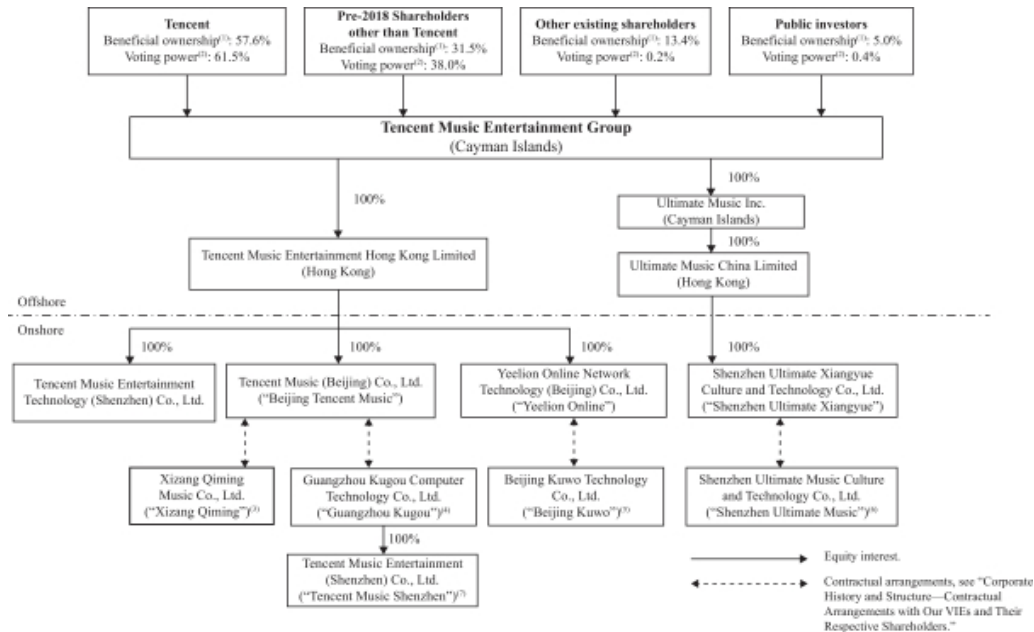 Tencent
Beneficial ownership(1): 57.6%
Voting power(2): 61.5%
Pre-2018 Shareholders
other than Tencent
Beneficial ownership(1): 31.5%
Voting power(2): 38.0%
Other existing shareholders
Beneficial ownership(1): 13.4%
Voting power(2): 0.2%
Public investors
Beneficial ownership(1): 5.0%
Voting power(2): 0.4%
Tencent Music Entertainment Group
(Cayman Islands)
100%
100%
Ultimate Music Inc.
(Cayman Islands)
100%
Tencent Music Entertainment Hong Kong Limited
(Hong Kong)
Ultimate Music China Limited
(Hong Kong)
Offshore
Onshore
100%
100%
100%
100%
Tencent Music Entertainment
Technology (Shenzhen) Co., Ltd.
Tencent Music (Beijing) Co., Ltd.
(“Beijing Tencent Music”)
Yeelion Online Network
Technology (Beijing) Co., Ltd.
(“Yeelion Online”)
Shenzhen Ultimate Xiangyue
Culture and Technology Co., Ltd.
(“Shenzhen Ultimate Xiangyue”)
Xizang Qiming
Music Co., Ltd.
(“Xizang Qiming”)(3)
Guangzhou Kugou Computer
Technology Co., Ltd.
(“Guangzhou Kugou”)(4)
Beijing Kuwo Technology
Co., Ltd.
(“Beijing Kuwo”)(5)
Shenzhen Ultimate Music Culture
and Technology Co., Ltd.
(“Shenzhen Ultimate Music”)(6)
100%
Tencent Music Entertainment
(Shenzhen) Co., Ltd.
(“Tencent Music Shenzhen”)(7)
Equity interest.
Contractual arrangements, see “Corporate
History and Structure—Contractual
Arrangements with Our VIEs and Their
Respective Shareholders.”